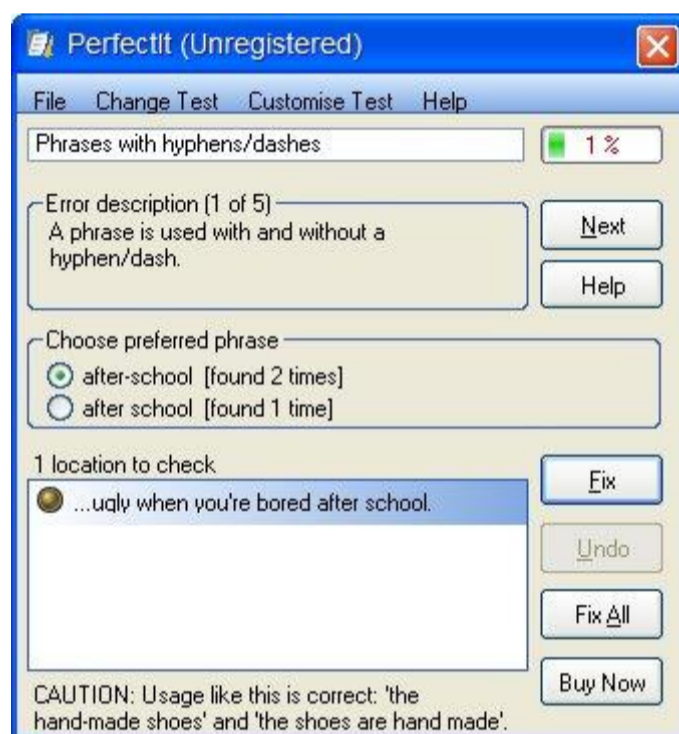 PerfectIt (Unregistered)
File Change Test Customise Test Help
Phrases with hyphens/dashes
1 %
Error description (1 of 5)
A phrase is used with and without a
hyphen/dash.
Next
Help
Choose preferred phrase
after-school [found 2 times]
after school [found 1 time]
1 location to check
...ugly when you're bored after school.
Fix
Undo
Fix All
Buy Now
CAUTION: Usage like this is correct: 'the
hand-made shoes' and 'the shoes are hand made'.